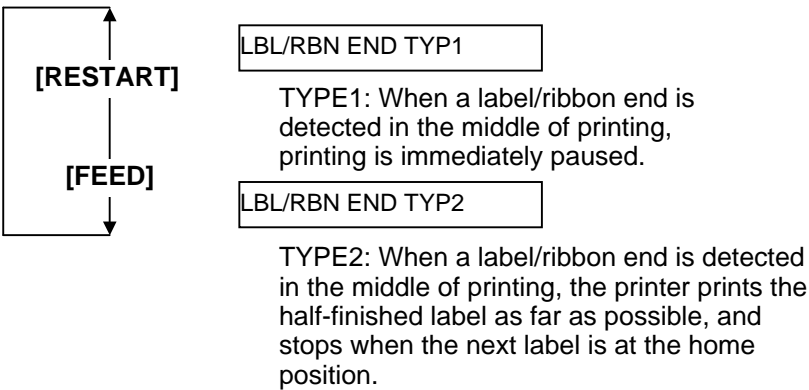 LBL/RBN END TYP1
[RESTART]
TYPE1: When a label/ribbon end is
detected in the middle of printing,
printing is immediately paused.
[FEED]
LBL/RBN END TYP2
TYPE2: When a label/ribbon end is detected
in the middle of printing, the printer prints the
half-finished label as far as possible, and
stops when the next label is at the home
position.